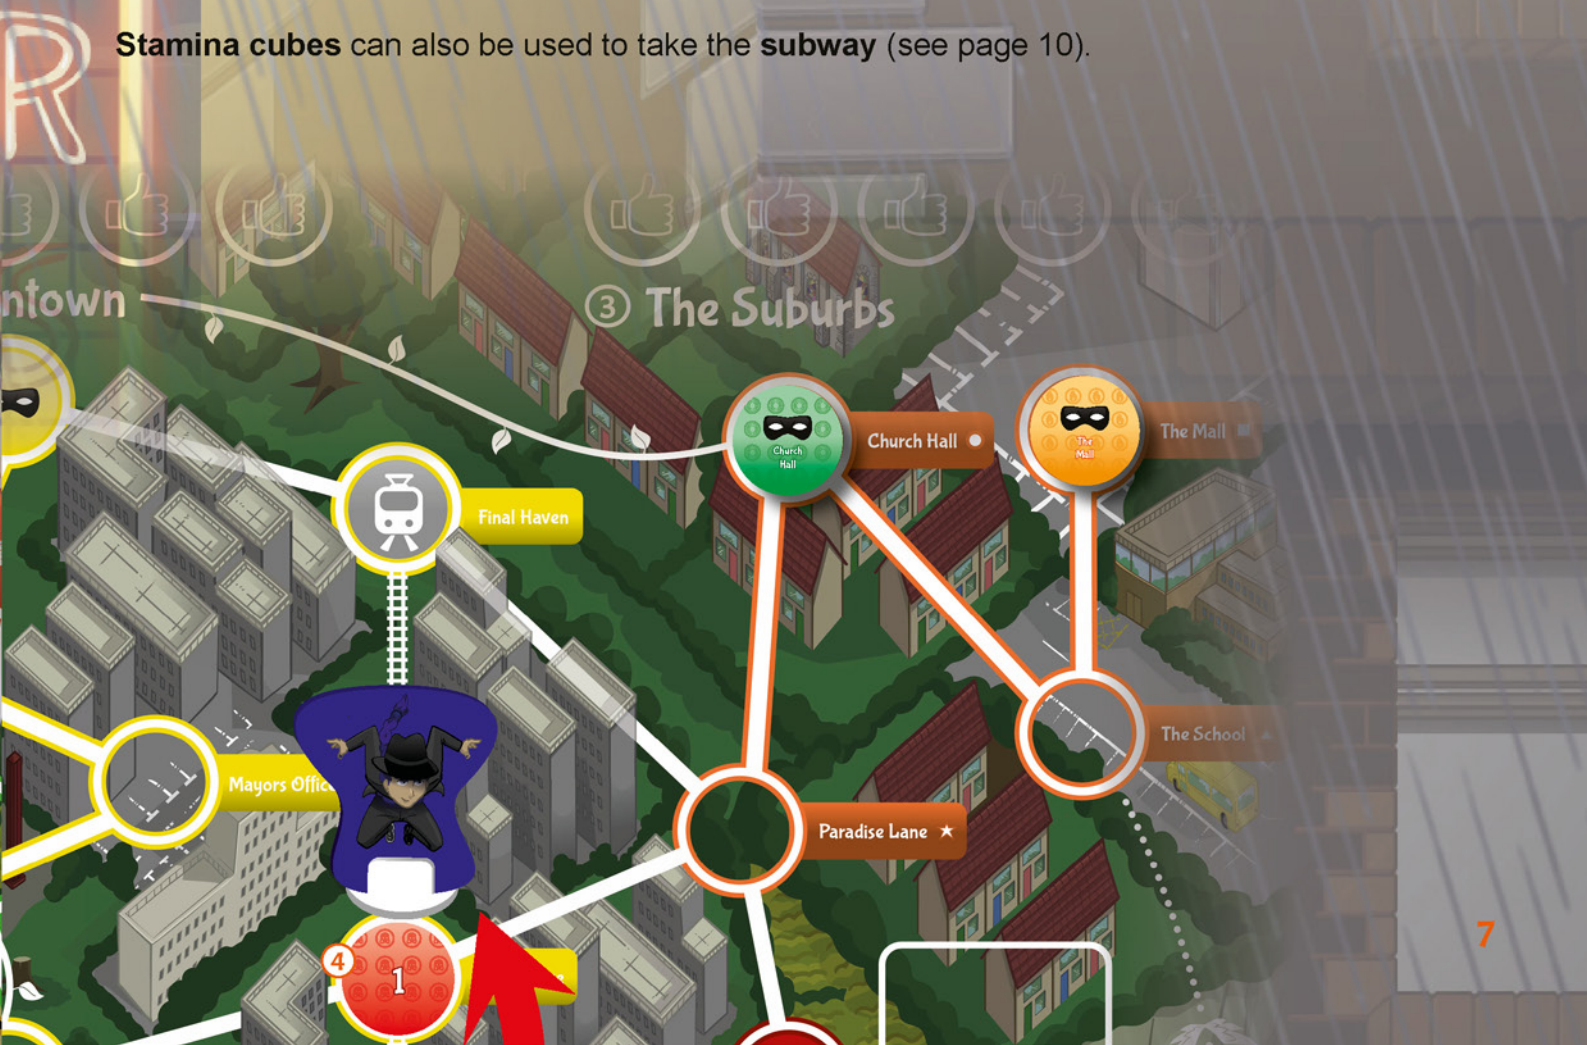 R
Stamina cubes can also be used to take the subway (see page 10).
ntown
③ The Suburbs
Church Hall
Church
Hall
The Mall
The
Mall
Final Haven
The School
Mayors Offic
Paradise Lane
4
1
7